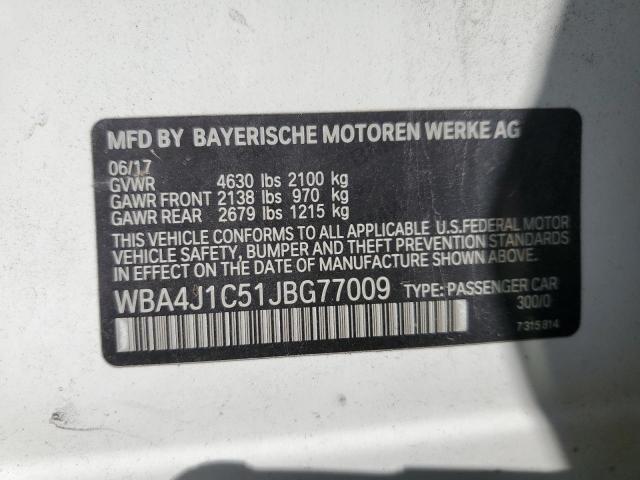 MFD BY BAYERISCHE MOTOREN WERKE AG
06/17
GVWR 4630 lbs 2100 kg
GAWR FRONT 2138 lbs 970 kg
GAWR REAR 2679 lbs 1215 kg
THIS VEHICLE CONFORMS TO ALL APPLICABLE U.S.FEDERAL MOTOR
VEHICLE SAFETY, BUMPER AND THEFT PREVENTION STANDARDS
IN EFFECT ON THE DATE OF MANUFACTURE SHOWN ABOVE.
WBA4J1C51JBG77009 TYPE: PASSENGER CAR
300/0
7315814